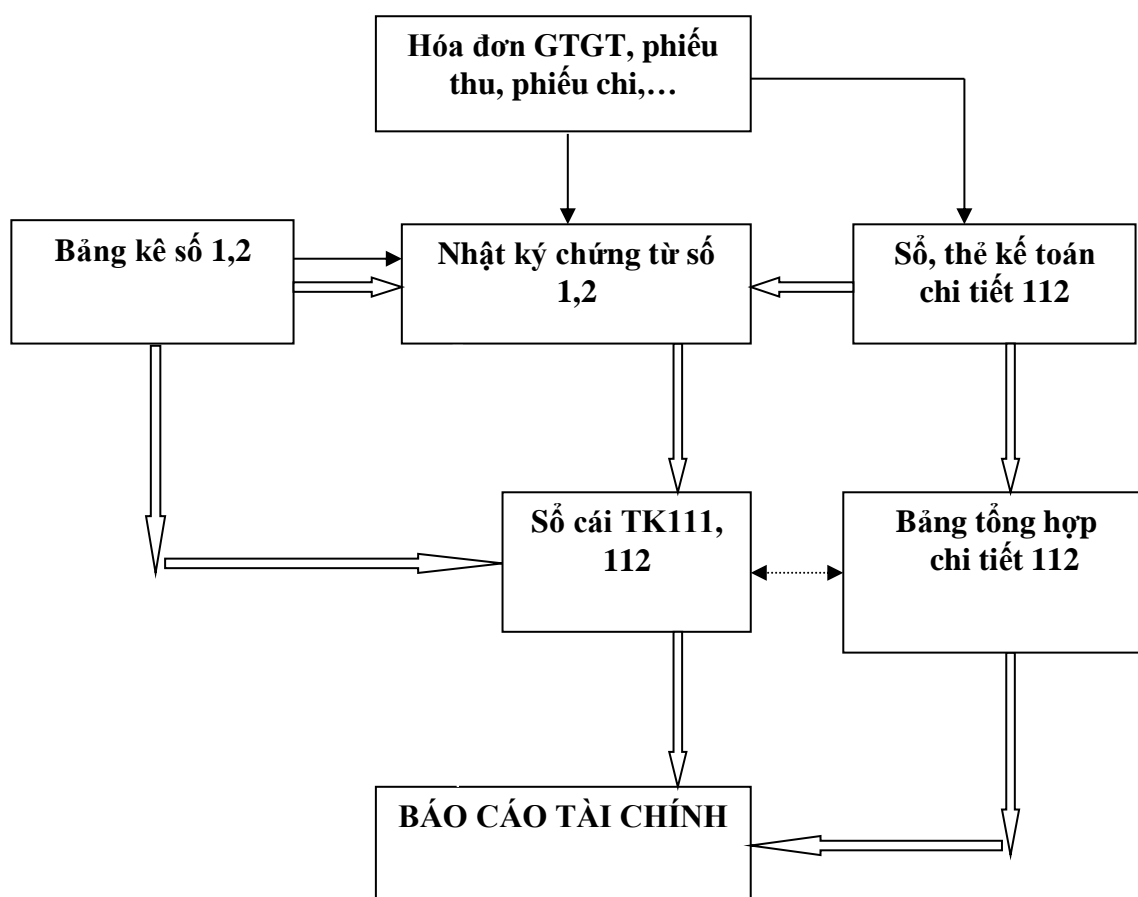 Hóa đơn GTGT, phiếu
thu, phiếu chi,…
Bảng kê số 1,2
Nhật ký chứng từ số
1,2
Sổ, thẻ kế toán
chi tiết 112
Sổ cái TK111,
112
Bảng tổng hợp
chi tiết 112
BÁO CÁO TÀI CHÍNH